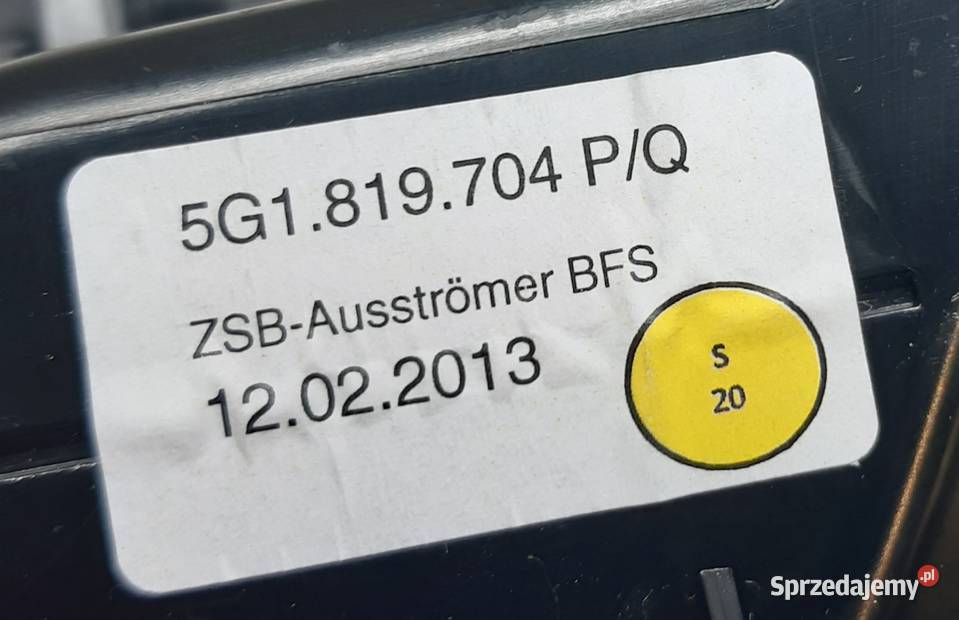 5G1.819.704 P/Q
ZSB-Ausströmer BFS
12.02.2013
S
20
Sprzedajemy.pl